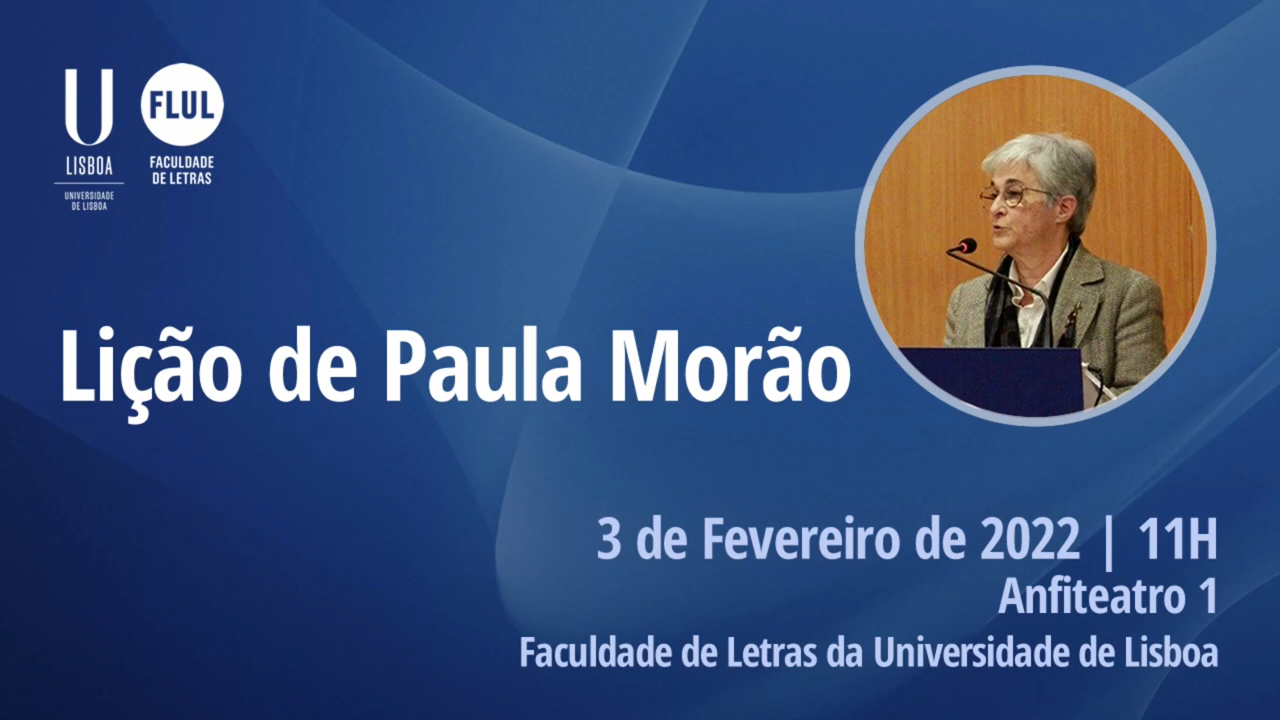 LISBOA
UNIVERSIDADE
DE LISBOA
FLUL
FACULDADE
DE LETRAS
Lição de Paula Morão
3 de Fevereiro de 2022 | 11H
Anfiteatro 1
Faculdade de Letras da Universidade de Lisboa